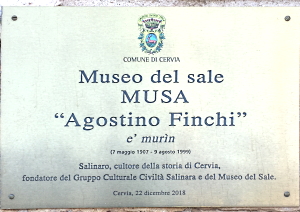 COMUNE DI CERVIA
Museo del sale
MUSA
“Agostino Finchi”
e’ murìn
(7 maggio 1907 - 9 agosto 1999)
Salinaro, cultore della storia di Cervia,
fondatore del Gruppo Culturale Civiltà Salinara e del Museo del Sale.
Cervia, 22 dicembre 2018